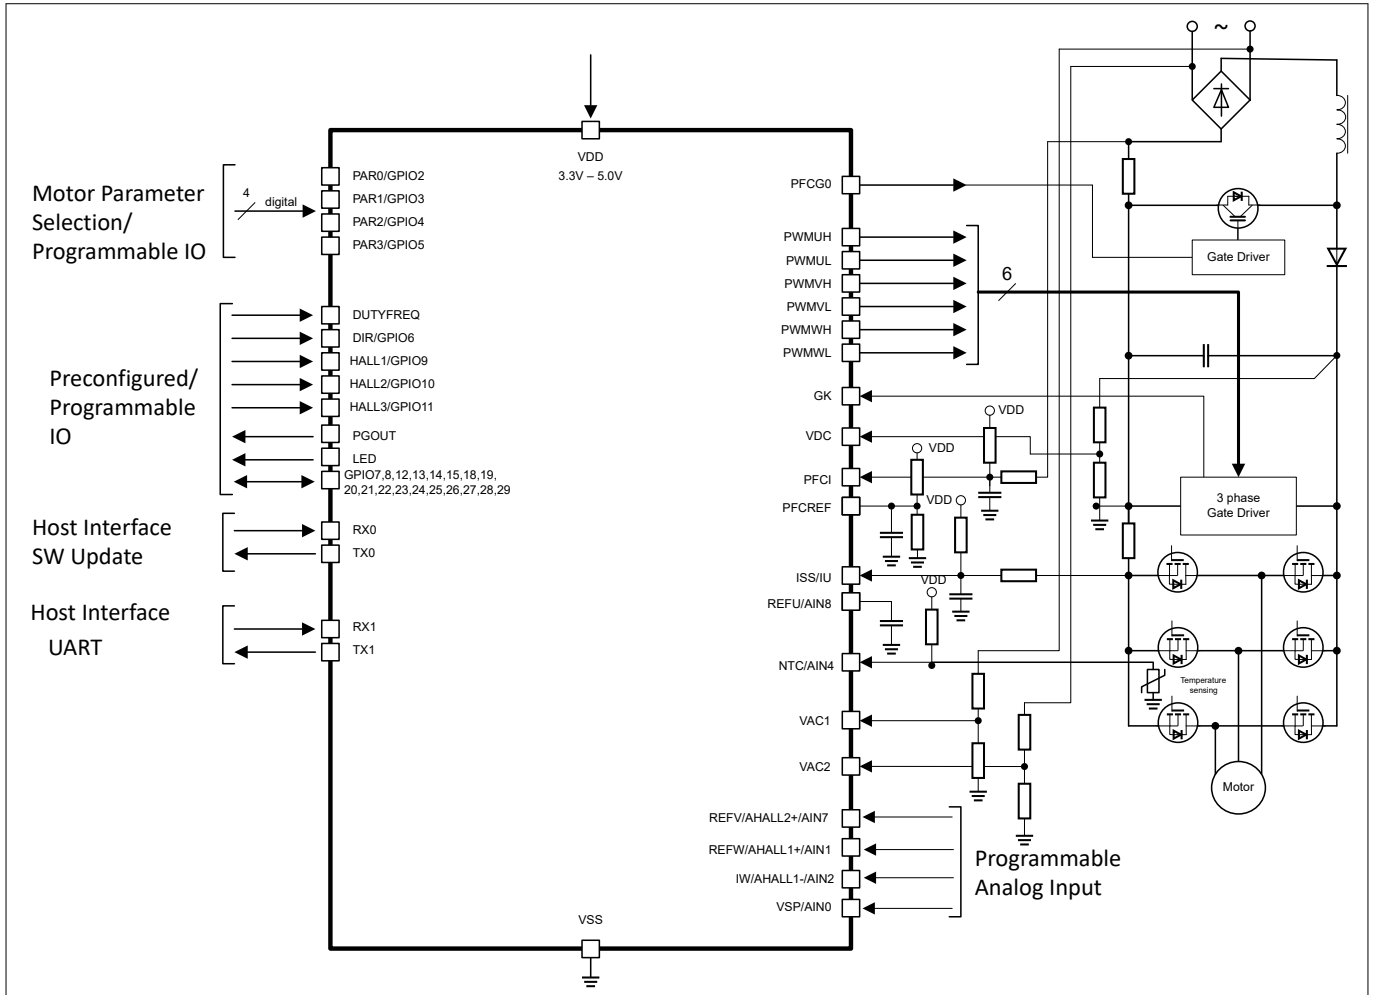 ~
VDD
3.3V – 5.0V
Motor Parameter
Selection/
Programmable IO
4
digital
PAR0/GPIO2
PAR1/GPIO3
PAR2/GPIO4
PAR3/GPIO5
Preconfigured/
Programmable
IO
DUTYFREQ
DIR/GPIO6
HALL1/GPIO9
HALL2/GPIO10
HALL3/GPIO11
PGOUT
LED
GPIO7,8,12,13,14,15,18,19,
20,21,22,23,24,25,26,27,28,29
Host Interface
SW Update
RX0
TX0
Host Interface
UART
RX1
TX1
VSS
PFCG0
PWMUH
PWMUL
PWMVH
PWMVL
PWMWH
PWMWL
6
GK
VDC
PFCI
PFCREF
ISS/IU
REFU/AIN8
NTC/AIN4
VAC1
VAC2
REFV/AHALL2+/AIN7
REFW/AHALL1+/AIN1
IW/AHALL1-/AIN2
VSP/AIN0
Programmable
Analog Input
VDD
VDD
VDD
VDD
Gate Driver
3 phase
Gate Driver
Temperature
sensing
Motor